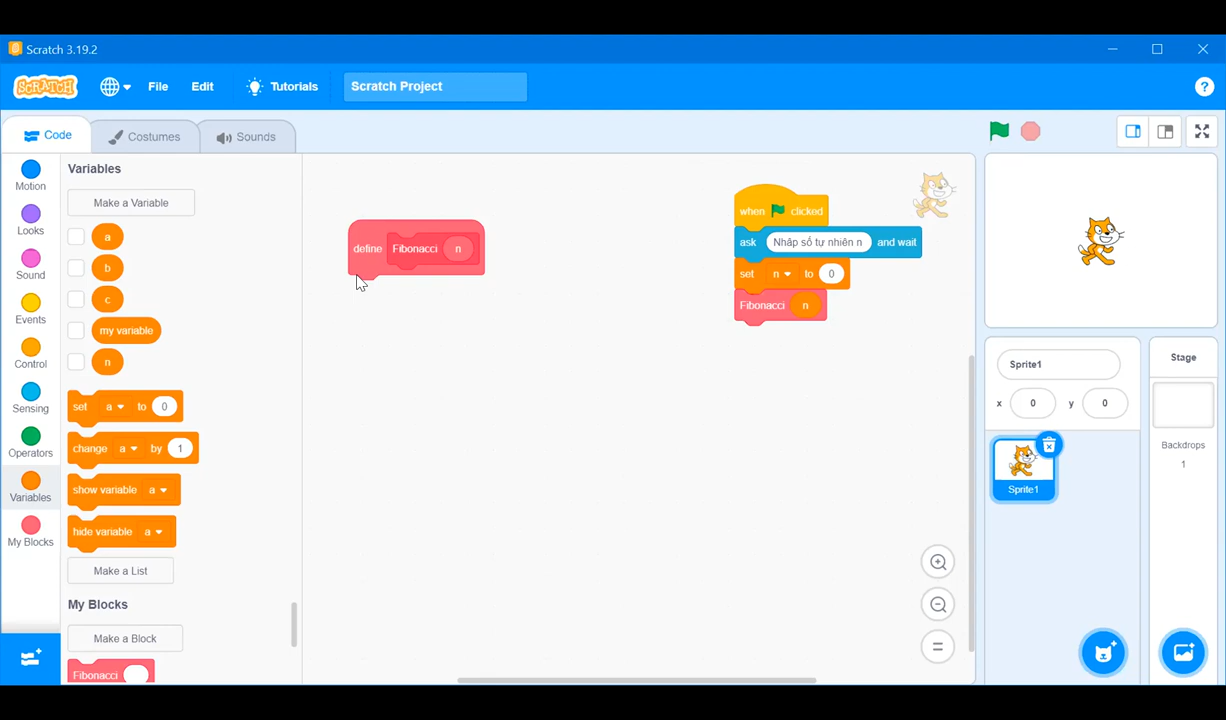 Scratch 3.19.2
SCRATCH
File
Edit
Tutorials
Scratch Project
?
Code
Costumes
Sounds
Motion
Looks
Sound
Events
Control
Sensing
Operators
Variables
My Blocks
Variables
Make a Variable
a
b
c
my variable
n
set a to 0
change a by 1
show variable a
hide variable a
Make a List
My Blocks
Make a Block
Fibonacci
define Fibonacci n
when clicked
ask Nhâp số tự nhiên n and wait
set n to 0
Fibonacci n
Sprite1
x 0 y 0
Sprite1
Stage
Backdrops
1